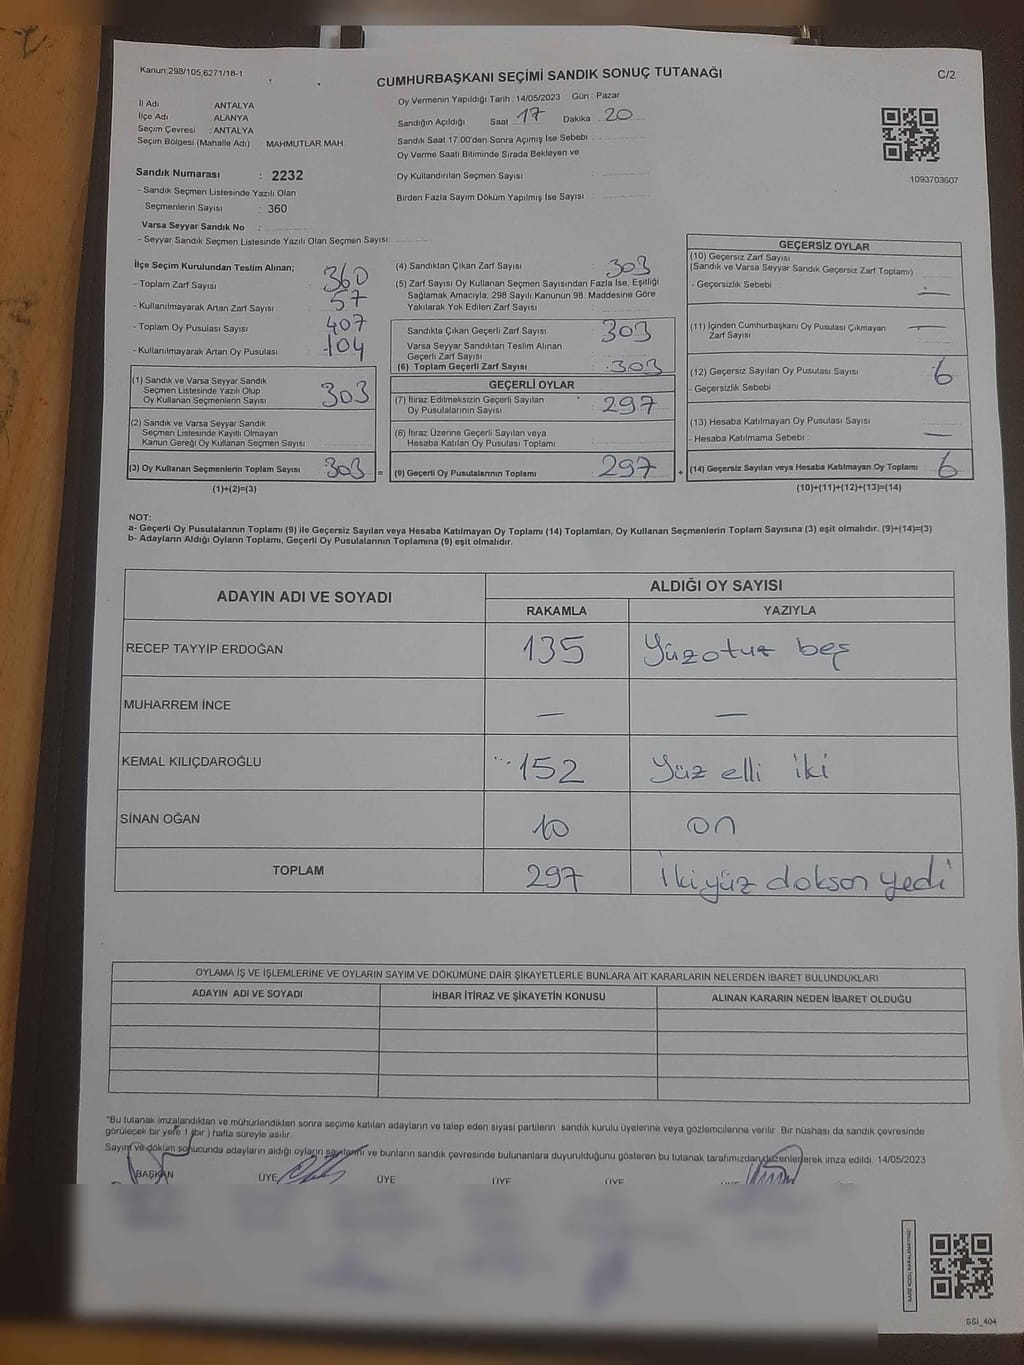 Kanun;298/105,6271/18-1
CUMHURBAŞKANI SEÇİMİ SANDIK SONUÇ TUTANAĞI
C/2
İl Adı : ANTALYA
İlçe Adı : ALANYA
Seçim Çevresi : ANTALYA
Seçim Bölgesi (Mahalle Adı) MAHMUTLAR MAH.
Oy Vermenin Yapıldığı Tarih : 14/05/2023 Gün : Pazar
Sandığın Açıldığı Saat 17 Dakika 20
Sandık Saat 17:00'den Sonra Açımış İse Sebebi :
Oy Verme Saati Bitiminde Sırada Bekleyen ve
Oy Kullandırılan Seçmen Sayısı :
Birden Fazla Sayım Döküm Yapılmış İse Sayısı :
1093703607
Sandık Numarası : 2232
- Sandık Seçmen Listesinde Yazılı Olan
Seçmenlerin Sayısı : 360
Varsa Seyyar Sandık No :
- Seyyar Sandık Seçmen Listesinde Yazılı Olan Seçmen Sayısı:
İlçe Seçim Kurulundan Teslim Alınan;
- Toplam Zarf Sayısı : 360
- Kullanılmayarak Artan Zarf Sayısı : 57
- Toplam Oy Pusulası Sayısı : 407
- Kullanılmayarak Artan Oy Pusulası : 104
(1) Sandık ve Varsa Seyyar Sandık
Seçmen Listesinde Yazılı Olup
Oy Kullanan Seçmenlerin Sayısı : 303
(2) Sandık ve Varsa Seyyar Sandık
Seçmen Listesinde Kayıtlı Olmayan
Kanun Gereği Oy Kullanan Seçmen Sayısı :
(3) Oy Kullanan Seçmenlerin Toplam Sayısı : 303 =
(1)+(2)=(3)
(4) Sandıktan Çıkan Zarf Sayısı : 303
(5) Zarf Sayısı Oy Kullanan Seçmen Sayısından Fazla İse, Eşitliği
Sağlamak Amacıyla; 298 Sayılı Kanunun 98. Maddesine Göre
Yakılarak Yok Edilen Zarf Sayısı :
Sandıkta Çıkan Geçerli Zarf Sayısı : 303
Varsa Seyyar Sandıktan Teslim Alınan
Geçerli Zarf Sayısı :
(6) Toplam Geçerli Zarf Sayısı : 303
GEÇERLİ OYLAR
(7) İtiraz Edilmeksizin Geçerli Sayılan
Oy Pusulalarının Sayısı : 297
(6) İtiraz Üzerine Geçerli Sayılan veya
Hesaba Katılan Oy Pusulası Toplamı :
(9) Geçerli Oy Pusulalarının Toplamı : 297 +
GEÇERSİZ OYLAR
(10) Geçersiz Zarf Sayısı
(Sandık ve Varsa Seyyar Sandık Geçersiz Zarf Toplamı)
- Geçersizlik Sebebi : —
(11) İçinden Cumhurbaşkanı Oy Pusulası Çıkmayan
Zarf Sayısı : —
(12) Geçersiz Sayılan Oy Pusulası Sayısı : 6
- Geçersizlik Sebebi :
(13) Hesaba Katılmayan Oy Pusulası Sayısı :
- Hesaba Katılmama Sebebi : —
(14) Geçersiz Sayılan veya Hesaba Katılmayan Oy Toplamı : 6
(10)+(11)+(12)+(13)=(14)
NOT:
a- Geçerli Oy Pusulalarının Toplamı (9) ile Geçersiz Sayılan veya Hesaba Katılmayan Oy Toplamı (14) Toplamları, Oy Kullanan Seçmenlerin Toplam Sayısına (3) eşit olmalıdır. (9)+(14)=(3)
b- Adayların Aldığı Oyların Toplamı, Geçerli Oy Pusulalarının Toplamına (9) eşit olmalıdır.
ADAYIN ADI VE SOYADI ALDIĞI OY SAYISI
RAKAMLA YAZIYLA
RECEP TAYYİP ERDOĞAN 135 Yüzotuz beş
MUHARREM İNCE — —
KEMAL KILIÇDAROĞLU 152 Yüz elli iki
SİNAN OĞAN 10 on
TOPLAM 297 İkiyüz dokson yedi
OYLAMA İŞ VE İŞLEMLERİNE VE OYLARIN SAYIM VE DÖKÜMÜNE DAİR ŞİKAYETLERLE BUNLARA AİT KARARLARIN NELERDEN İBARET BULUNDUKLARI
ADAYIN ADI VE SOYADI İHBAR İTİRAZ VE ŞİKAYETİN KONUSU ALINAN KARARIN NEDEN İBARET OLDUĞU
*Bu tutanak imzalandıktan ve mühürlendikten sonra seçime katılan adayların ve talep eden siyasi partilerin sandık kurulu üyelerine veya gözlemcilerine verilir. Bir nüshası da sandık çevresinde
görülecek bir yere 1 (bir ) hafta süreyle asılır.
Sayım ve döküm sonucunda adayların aldığı oyların sayılarını ve bunların sandık çevresinde bulunanlara duyurulduğunu gösteren bu tutanak tarafımızdan düzenlenerek imza edildi. 14/05/2023
BAŞKAN ÜYE ÜYE ÜYE ÜYE ÜYE
SSİ_404